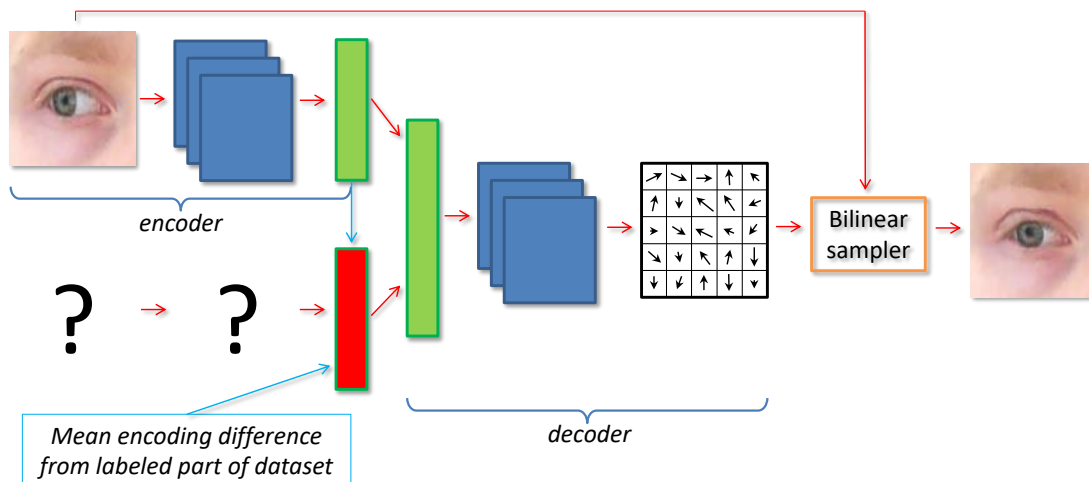 encoder
Bilinear
sampler
? ?
decoder
Mean encoding difference
from labeled part of dataset